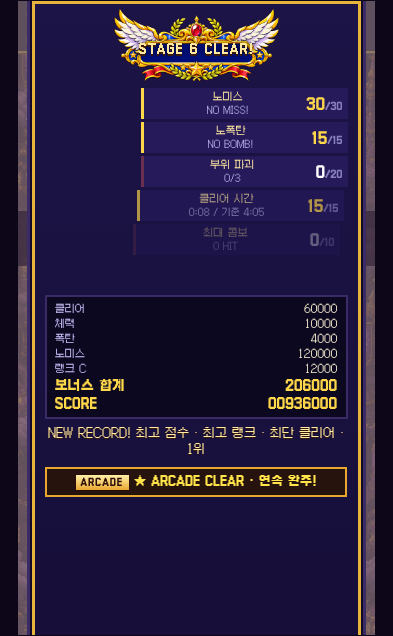 STAGE 6 CLEAR!
노미스 30/30
NO MISS!
노폭탄 15/15
NO BOMB!
부위 파괴 0/20
0/3
클리어 시간 15/15
0:08 / 기준 4:05
최대 콤보 0/10
0 HIT
클리어 60000
체력 10000
폭탄 4000
노미스 120000
랭크 C 12000
보너스 합계 206000
SCORE 00936000
NEW RECORD! 최고 점수 · 최고 랭크 · 최단 클리어 ·
1위
ARCADE ★ ARCADE CLEAR · 연속 완주!